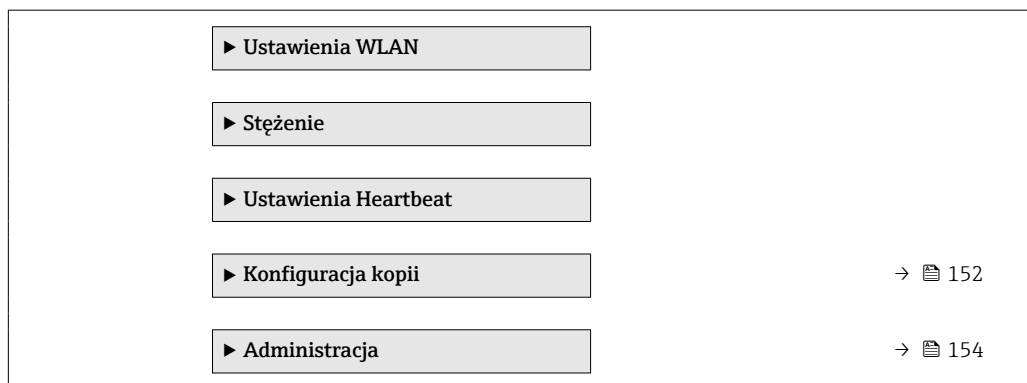 ▶ Ustawienia WLAN
▶ Stężenie
▶ Ustawienia Heartbeat
▶ Konfiguracja kopii → 152
▶ Administracja → 154